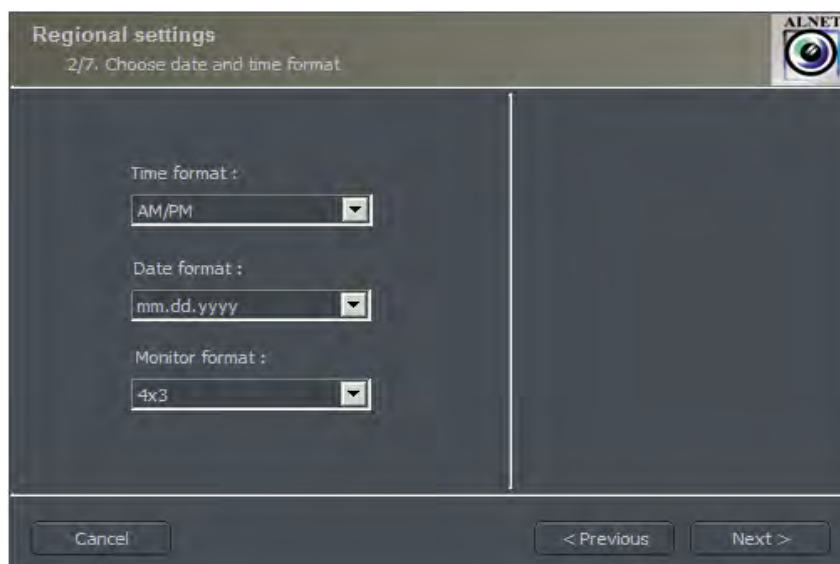 Regional settings
ALNET
2/7. Choose date and time format
Time format :
AM/PM
Date format :
mm.dd.yyyy
Monitor format :
4x3
Cancel
< Previous
Next >